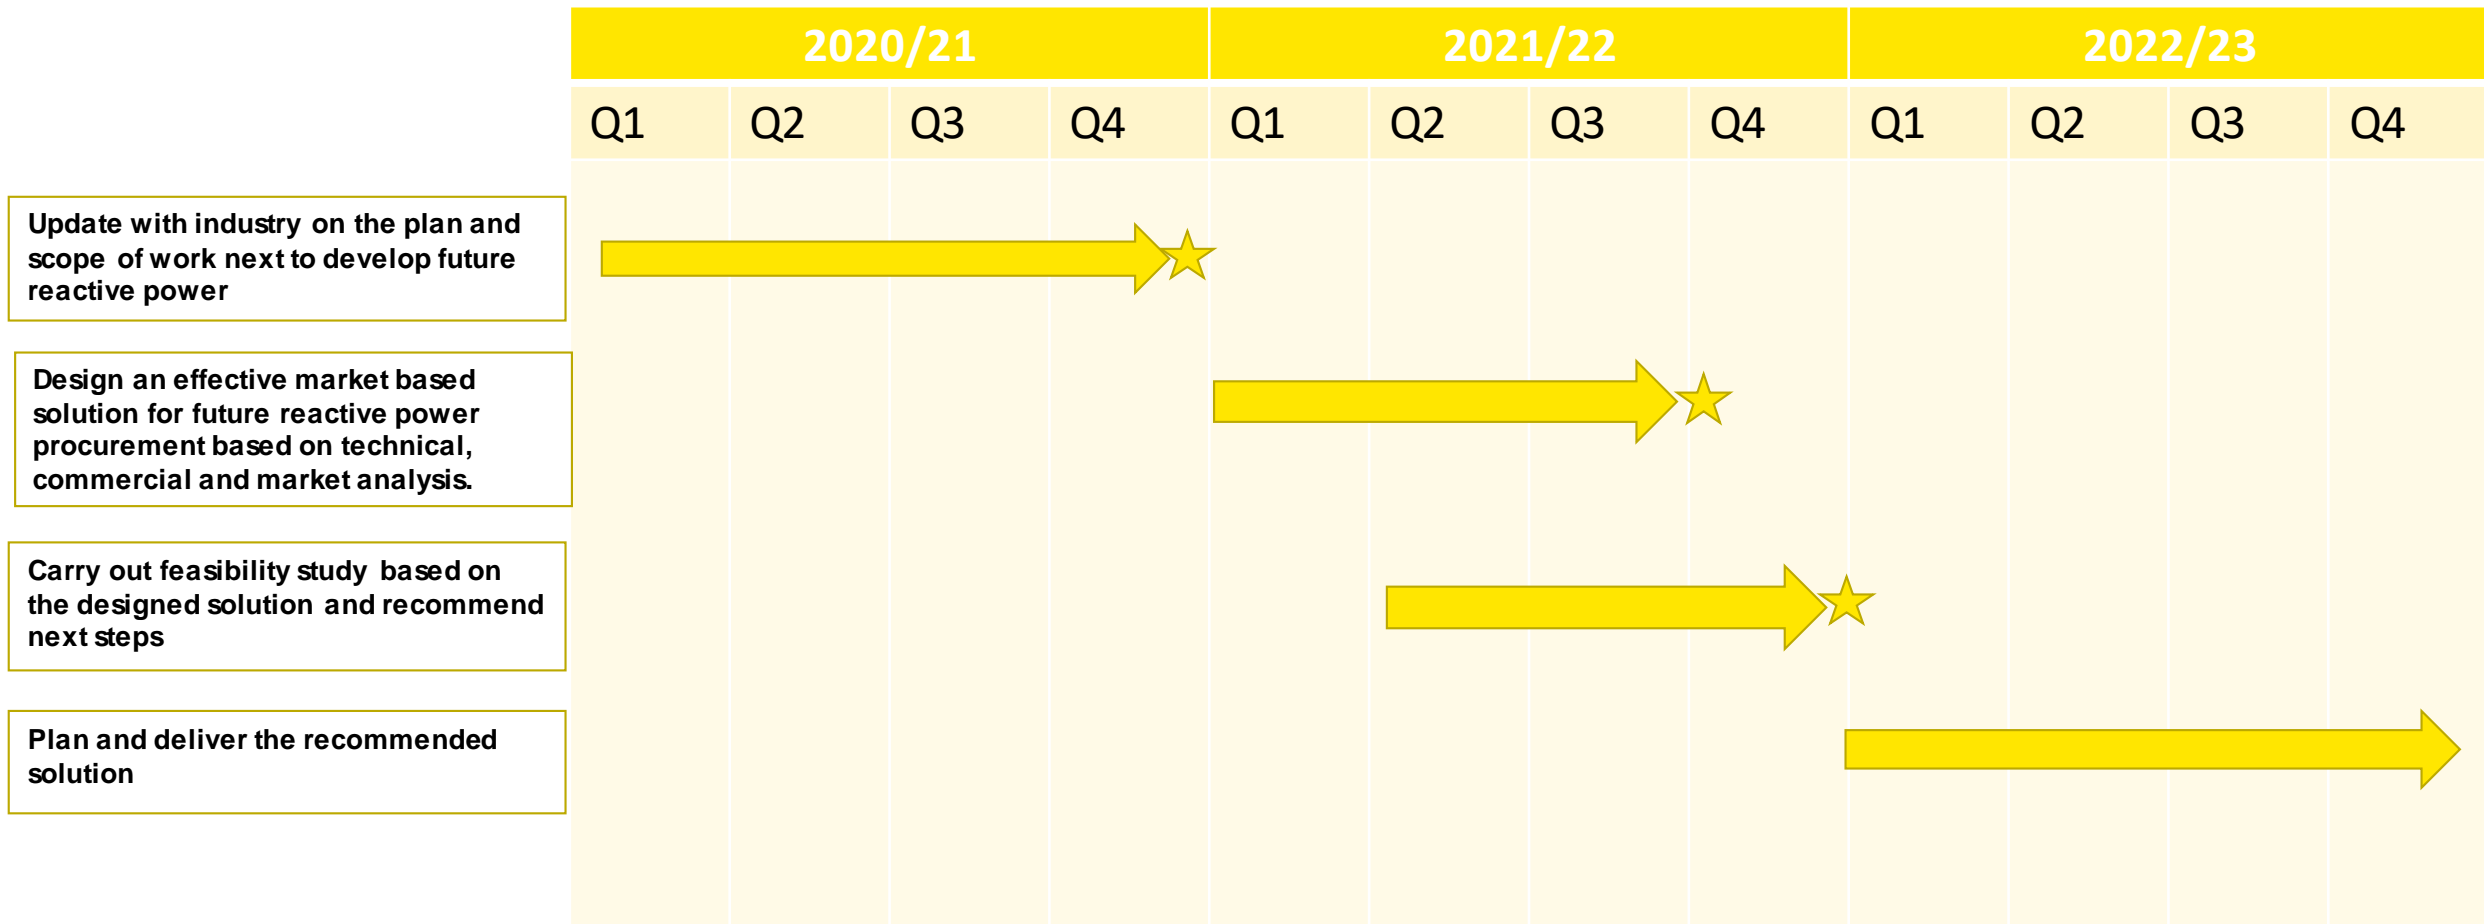 2020/21 2021/22 2022/23
Q1 Q2 Q3 Q4 Q1 Q2 Q3 Q4 Q1 Q2 Q3 Q4
Update with industry on the plan and
scope of work next to develop future
reactive power
Design an effective market based
solution for future reactive power
procurement based on technical,
commercial and market analysis.
Carry out feasibility study based on
the designed solution and recommend
next steps
Plan and deliver the recommended
solution